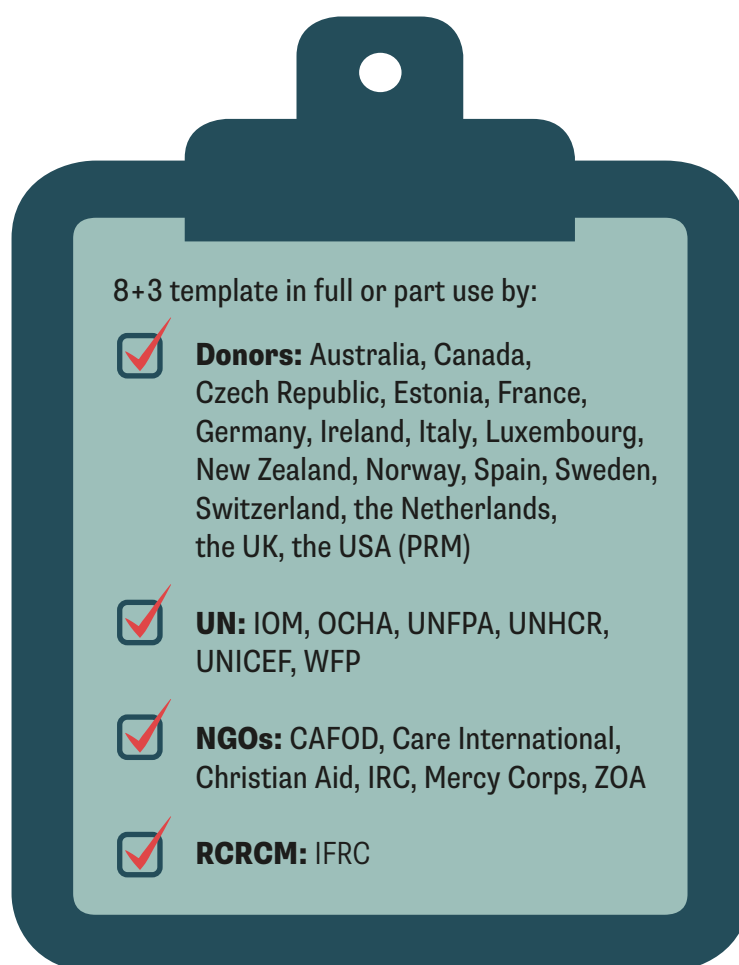 8+3 template in full or part use by:
Donors: Australia, Canada,
Czech Republic, Estonia, France,
Germany, Ireland, Italy, Luxembourg,
New Zealand, Norway, Spain, Sweden,
Switzerland, the Netherlands,
the UK, the USA (PRM)
UN: IOM, OCHA, UNFPA, UNHCR,
UNICEF, WFP
NGOs: CAFOD, Care International,
Christian Aid, IRC, Mercy Corps, ZOA
RCRCM: IFRC